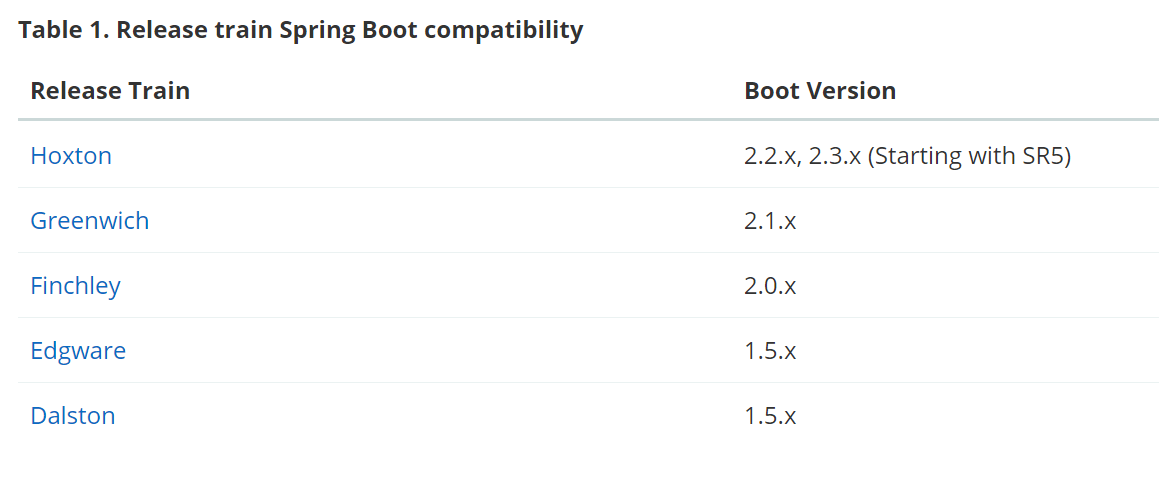 Table 1. Release train Spring Boot compatibility
Release Train Boot Version
Hoxton 2.2.x, 2.3.x (Starting with SR5)
Greenwich 2.1.x
Finchley 2.0.x
Edgware 1.5.x
Dalston 1.5.x